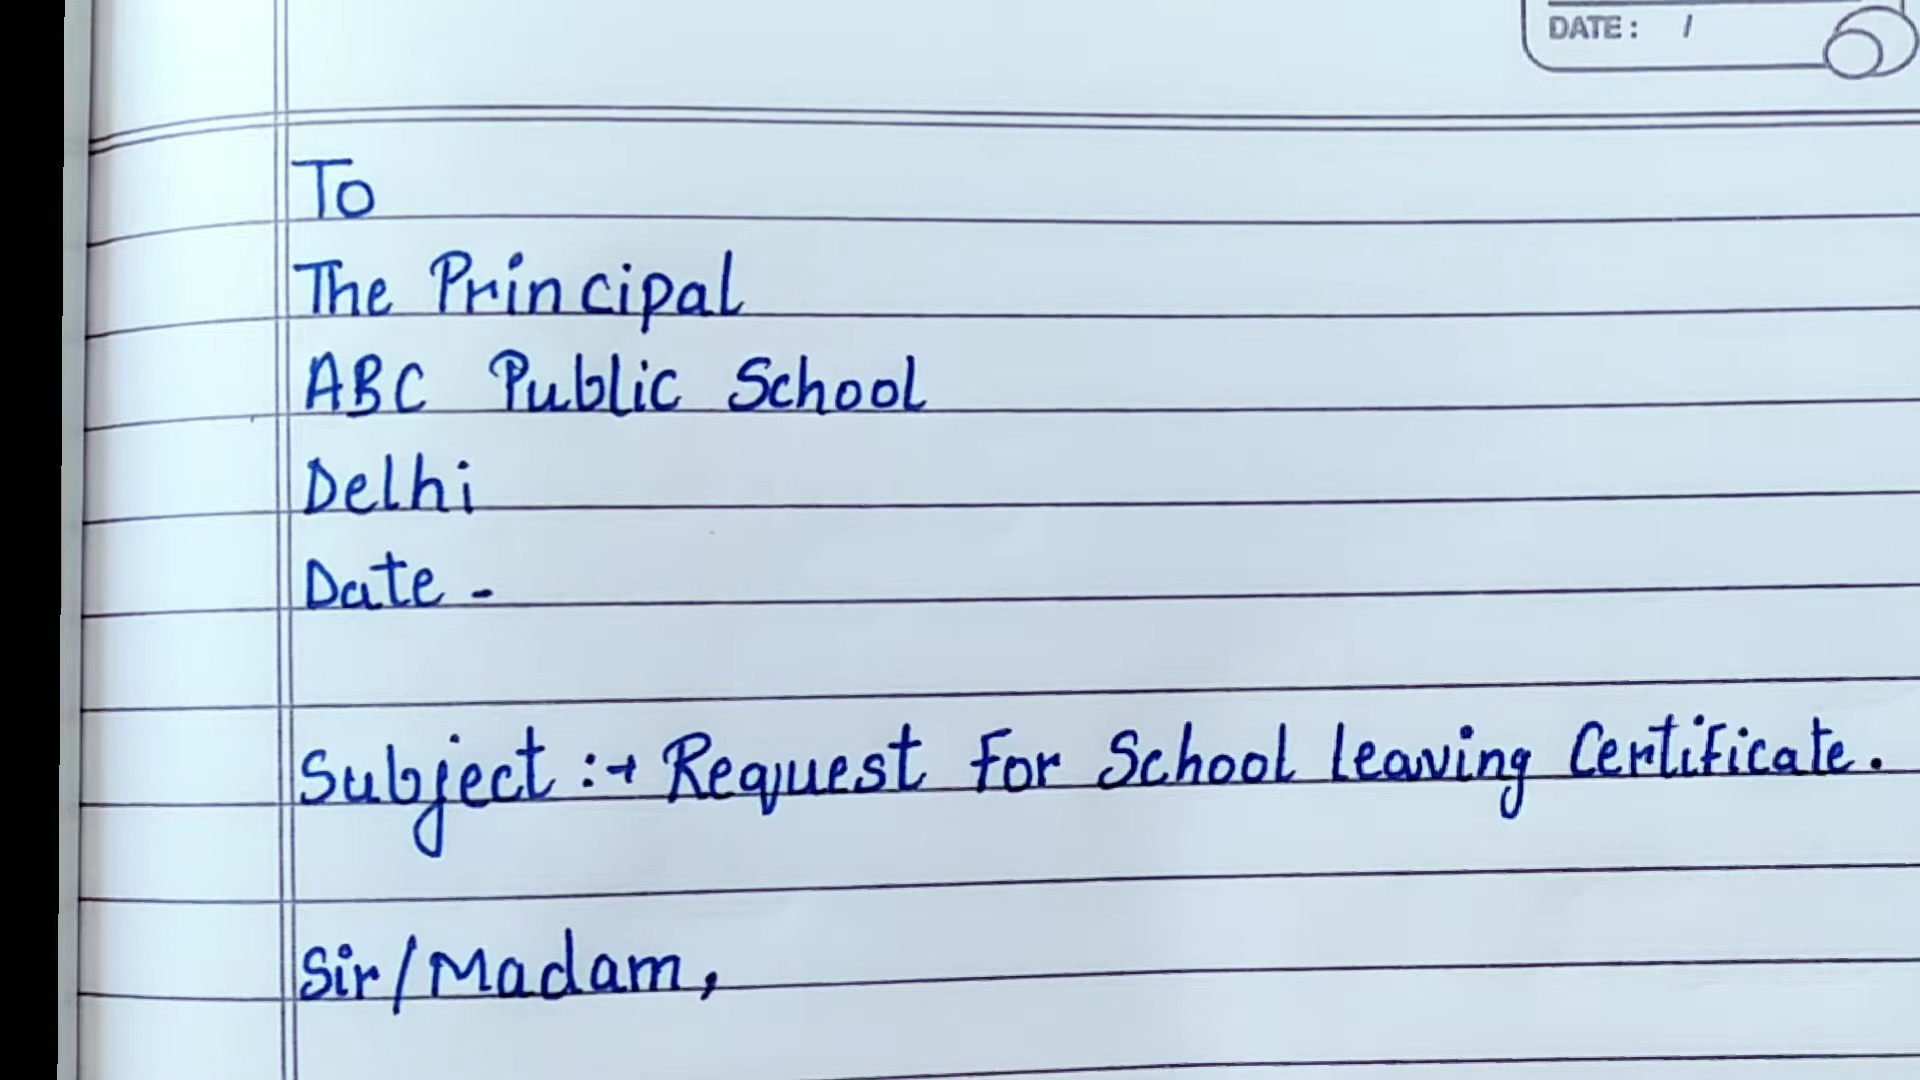 DATE: /
To
The Principal
ABC Public School
Delhi
Date -
Subject :→ Request For School leaving Certificate.
Sir/Madam,